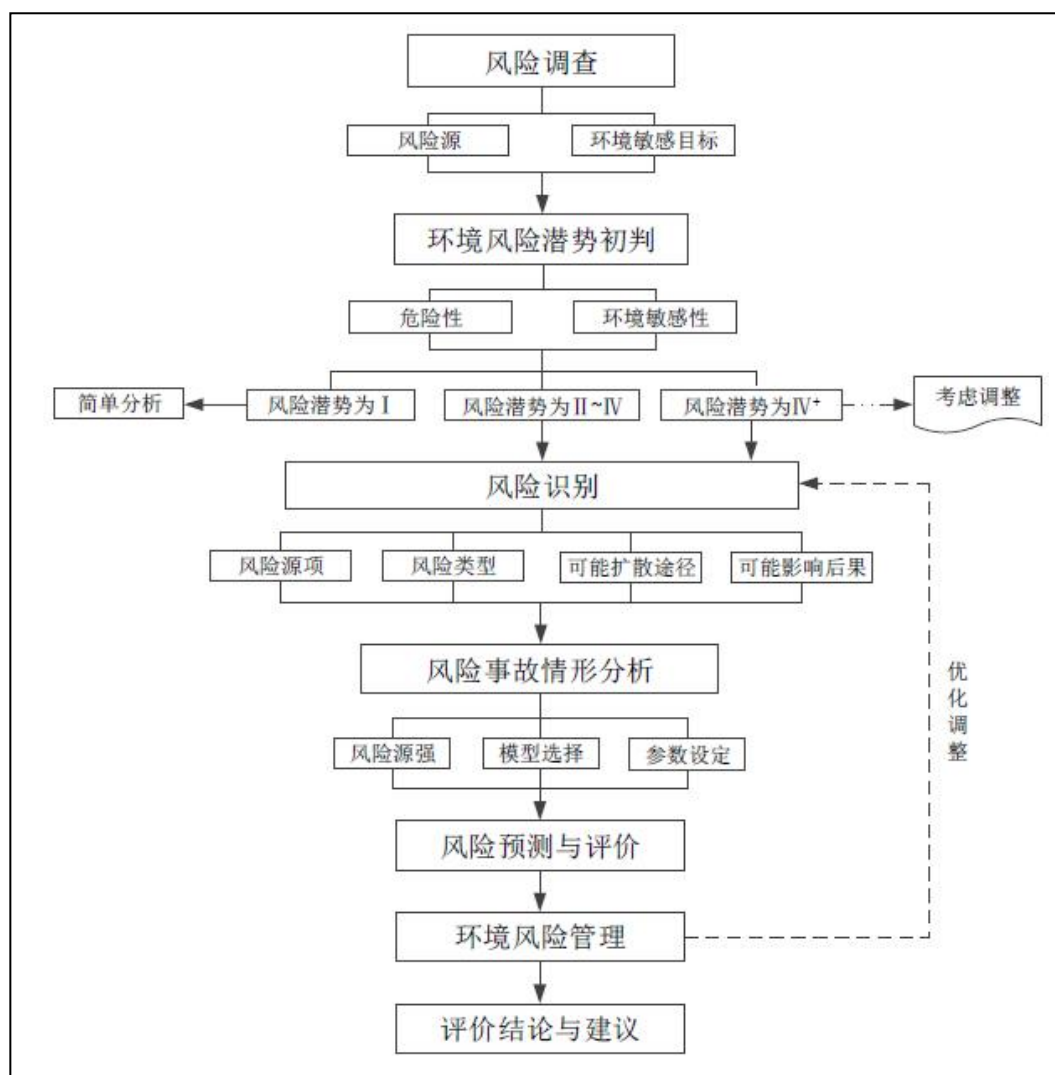 风险调查
风险源
环境敏感目标
环境风险潜势初判
危险性
环境敏感性
简单分析
风险潜势为Ⅰ
风险潜势为Ⅱ~Ⅳ
风险潜势为Ⅳ⁺
考虑调整
风险识别
风险源项
风险类型
可能扩散途径
可能影响后果
风险事故情形分析
风险源强
模型选择
参数设定
优化调整
风险预测与评价
环境风险管理
评价结论与建议